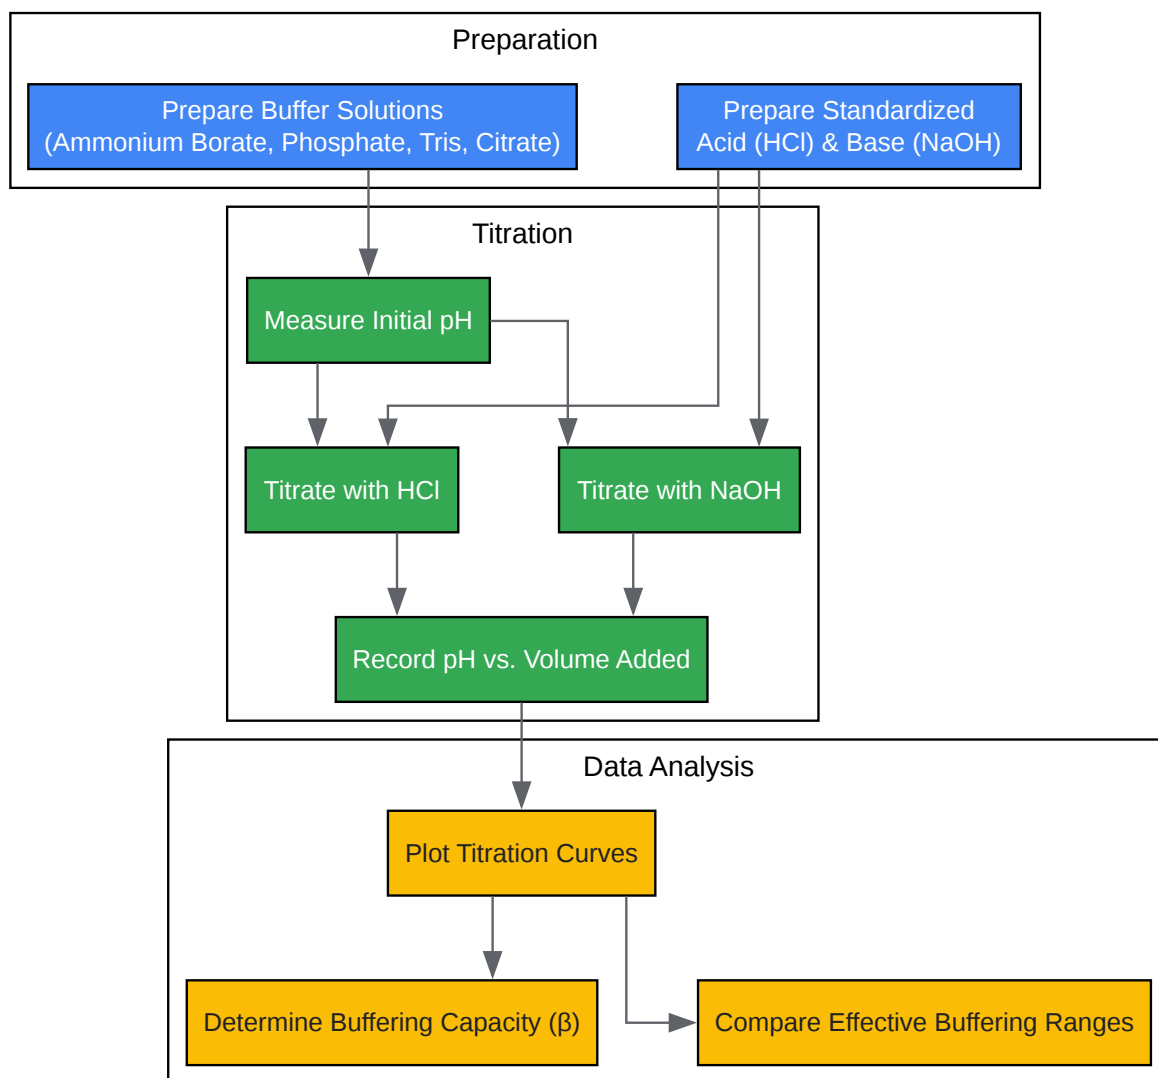 Preparation
Prepare Buffer Solutions
(Ammonium Borate, Phosphate, Tris, Citrate)
Prepare Standardized
Acid (HCl) & Base (NaOH)
Titration
Measure Initial pH
Titrate with HCl
Titrate with NaOH
Record pH vs. Volume Added
Data Analysis
Plot Titration Curves
Determine Buffering Capacity (β)
Compare Effective Buffering Ranges